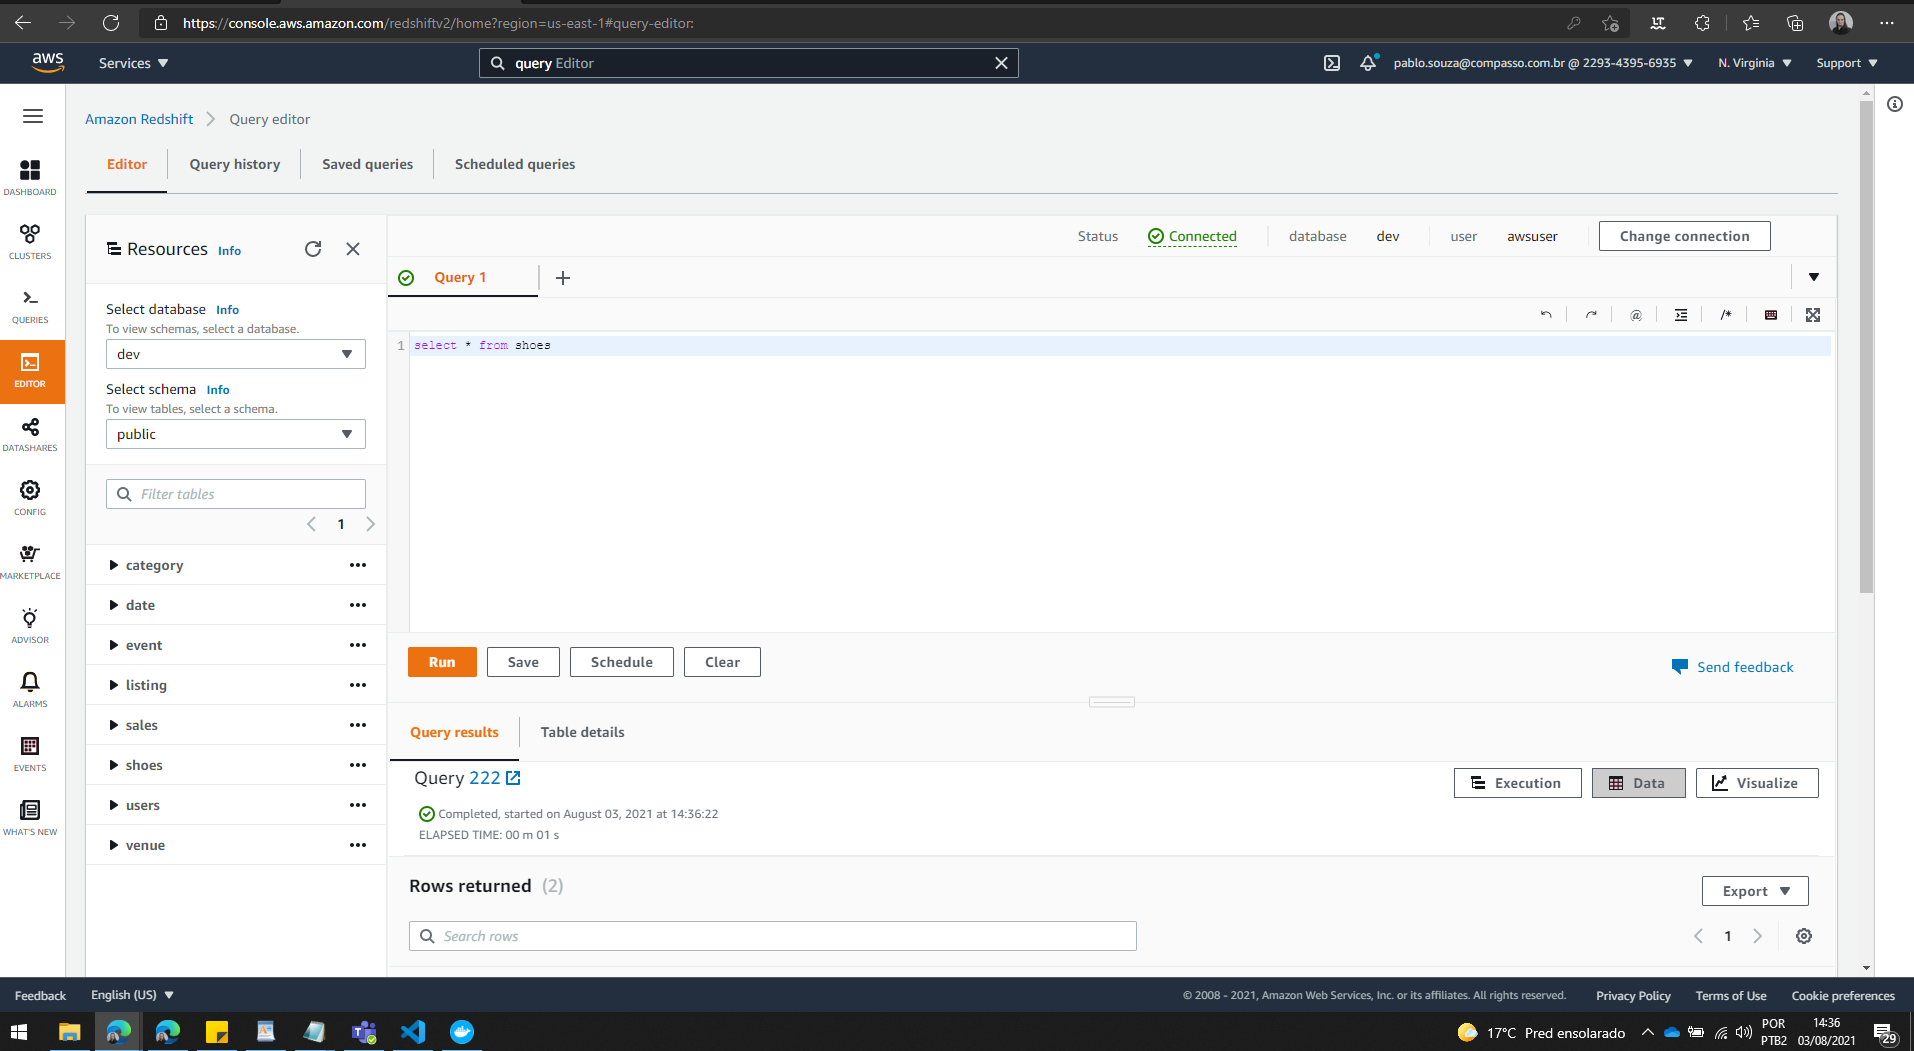 https://console.aws.amazon.com/redshiftv2/home?region=us-east-1#query-editor:
aws
Services
query Editor
pablo.souza@compasso.com.br @ 2293-4395-6935
N. Virginia
Support
Amazon Redshift
Query editor
Editor
Query history
Saved queries
Scheduled queries
DASHBOARD
CLUSTERS
QUERIES
EDITOR
DATASHARES
CONFIG
MARKETPLACE
ADVISOR
ALARMS
EVENTS
WHAT'S NEW
Resources Info
Select database Info
To view schemas, select a database.
dev
Select schema Info
To view tables, select a schema.
public
Filter tables
1
category
date
event
listing
sales
shoes
users
venue
Status
Connected
database
dev
user
awsuser
Change connection
Query 1
@
/*
1 select * from shoes
Run
Save
Schedule
Clear
Send feedback
Query results
Table details
Query 222
Completed, started on August 03, 2021 at 14:36:22
ELAPSED TIME: 00 m 01 s
Execution
Data
Visualize
Rows returned (2)
Export
Search rows
1
Feedback
English (US)
© 2008 - 2021, Amazon Web Services, Inc. or its affiliates. All rights reserved.
Privacy Policy
Terms of Use
Cookie preferences
17°C Pred ensolarado
POR
PTB2
14:36
03/08/2021
29